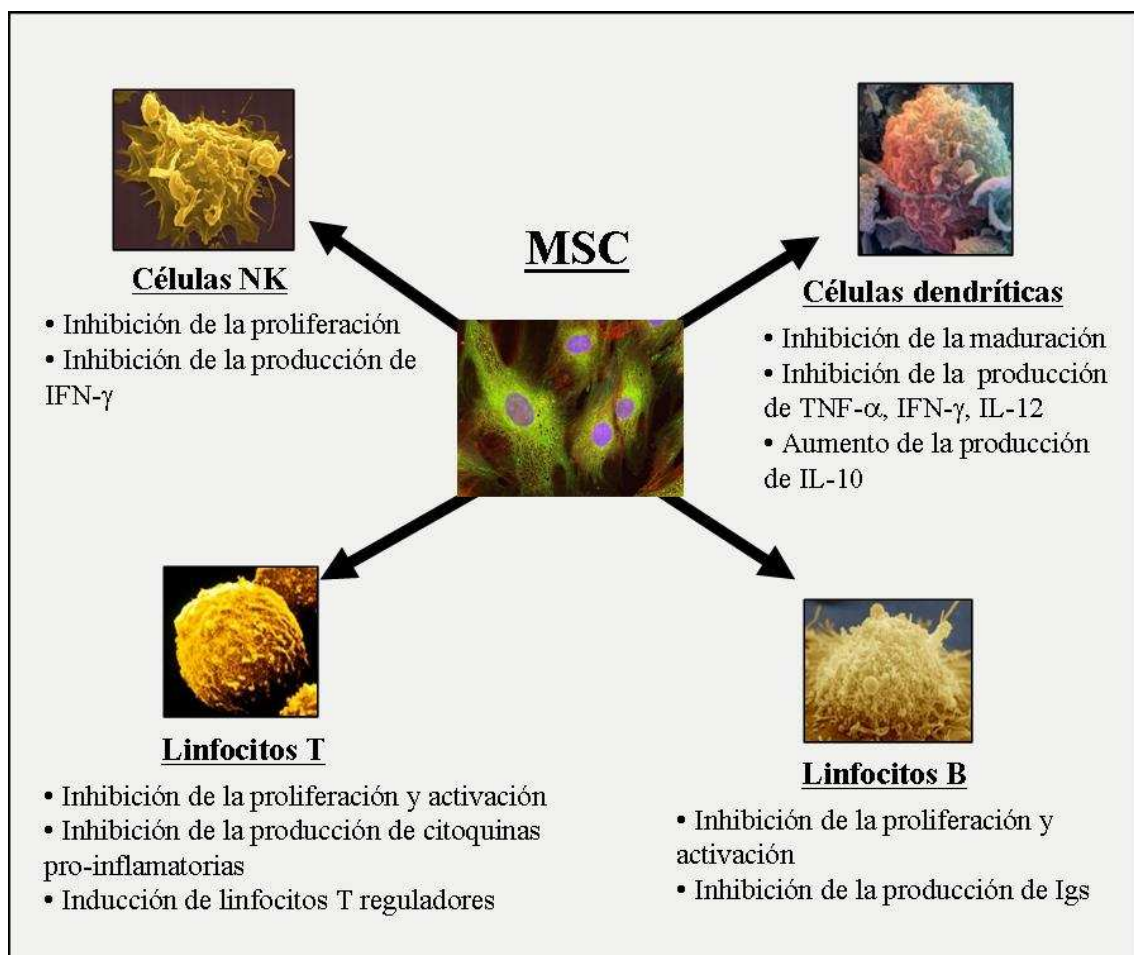 MSC
Células NK
• Inhibición de la proliferación
• Inhibición de la producción de
IFN-γ
Células dendríticas
• Inhibición de la maduración
• Inhibición de la producción
de TNF-α, IFN-γ, IL-12
• Aumento de la producción
de IL-10
Linfocitos T
• Inhibición de la proliferación y activación
• Inhibición de la producción de citoquinas
pro-inflamatorias
• Inducción de linfocitos T reguladores
Linfocitos B
• Inhibición de la proliferación y
activación
• Inhibición de la producción de Igs